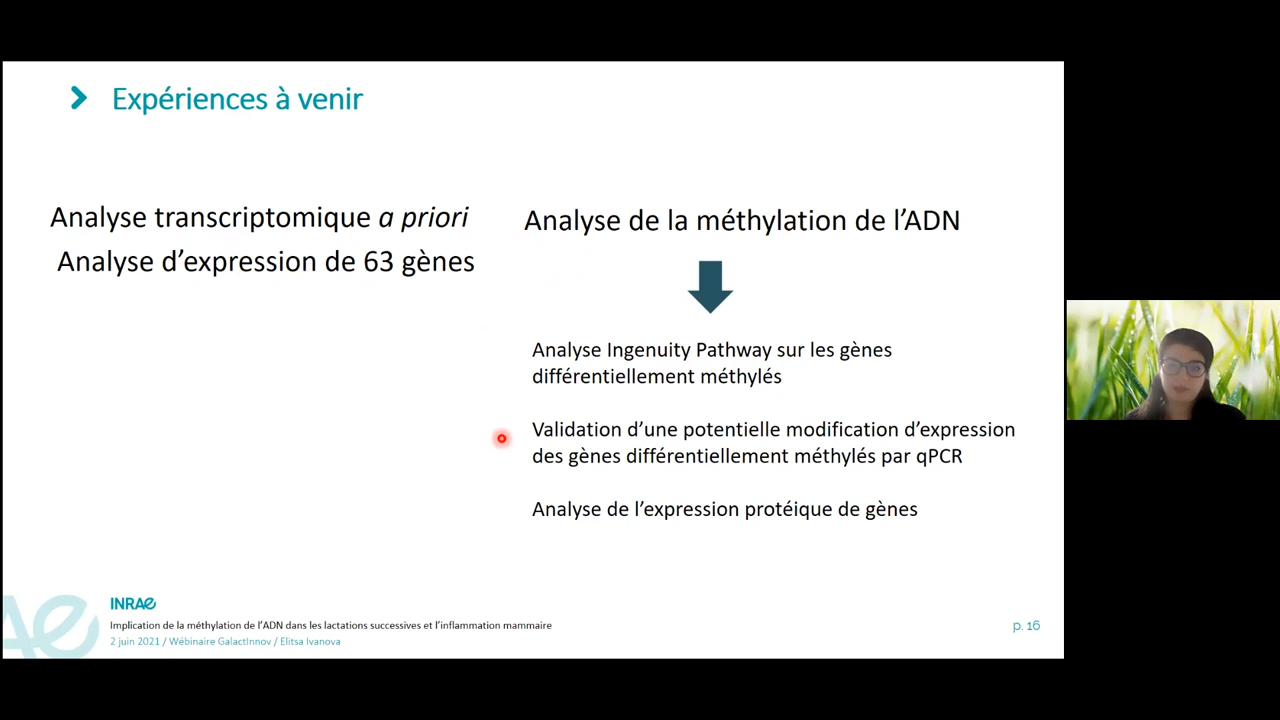 Expériences à venir
Analyse transcriptomique a priori
Analyse d'expression de 63 gènes
Analyse de la méthylation de l'ADN
Analyse Ingenuity Pathway sur les gènes
différentiellement méthylés
Validation d'une potentielle modification d'expression
des gènes différentiellement méthylés par qPCR
Analyse de l'expression protéique de gènes
INRAE
Implication de la méthylation de l'ADN dans les lactations successives et l'inflammation mammaire
2 juin 2021 / Wébinaire GalactInnov / Elitsa Ivanova
p. 16